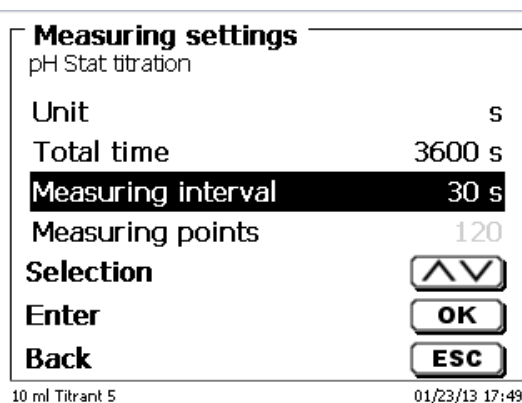 Measuring settings
pH Stat titration
Unit s
Total time 3600 s
Measuring interval 30 s
Measuring points 120
Selection
Enter OK
Back ESC
10 ml Titrant 5 01/23/13 17:49